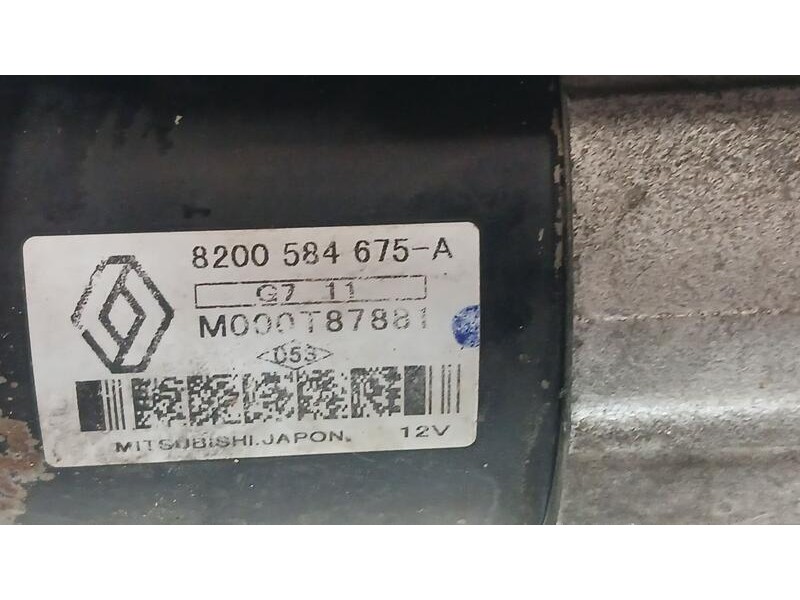 8200 584 675-A
G7 11
M000T87881
053
MITSUBISHI.JAPON. 12V